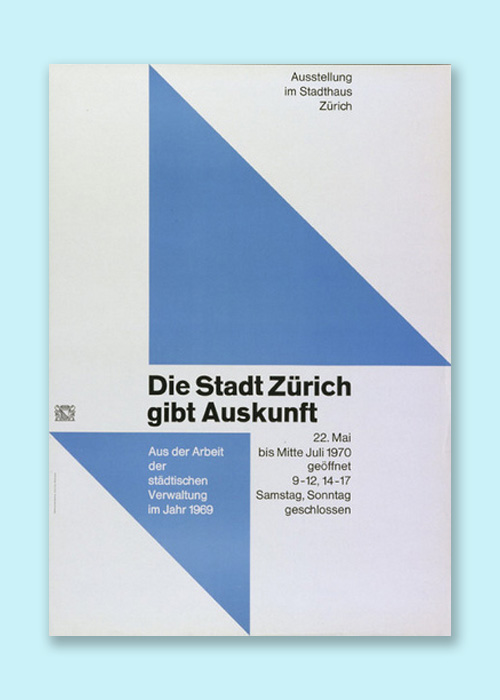 Ausstellung
im Stadthaus
Zürich
Die Stadt Zürich
gibt Auskunft
Aus der Arbeit
der
städtischen
Verwaltung
im Jahr 1969
22. Mai
bis Mitte Juli 1970
geöffnet
9-12, 14-17
Samstag, Sonntag
geschlossen